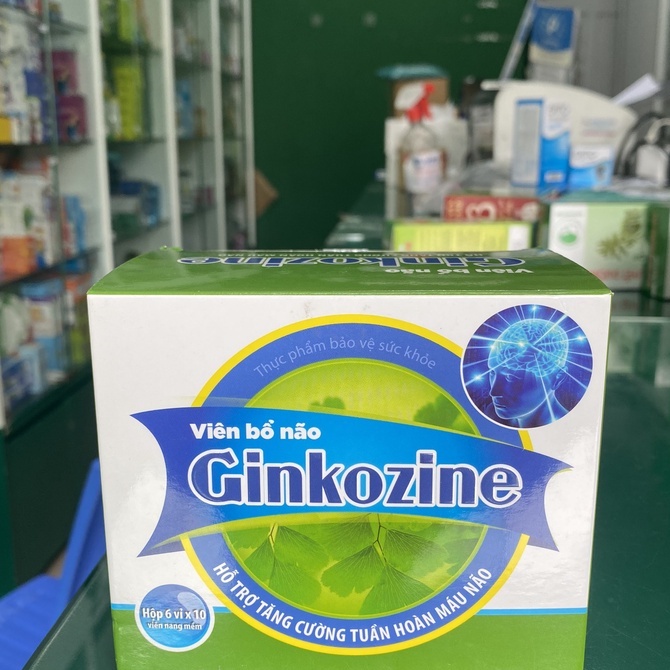 Viên bổ não
Ginkozine
Thực phẩm bảo vệ sức khỏe
Viên bổ não
Ginkozine
HỖ TRỢ TĂNG CƯỜNG TUẦN HOÀN MÁU NÃO
Hộp 6 vỉ x 10
viên nang mềm